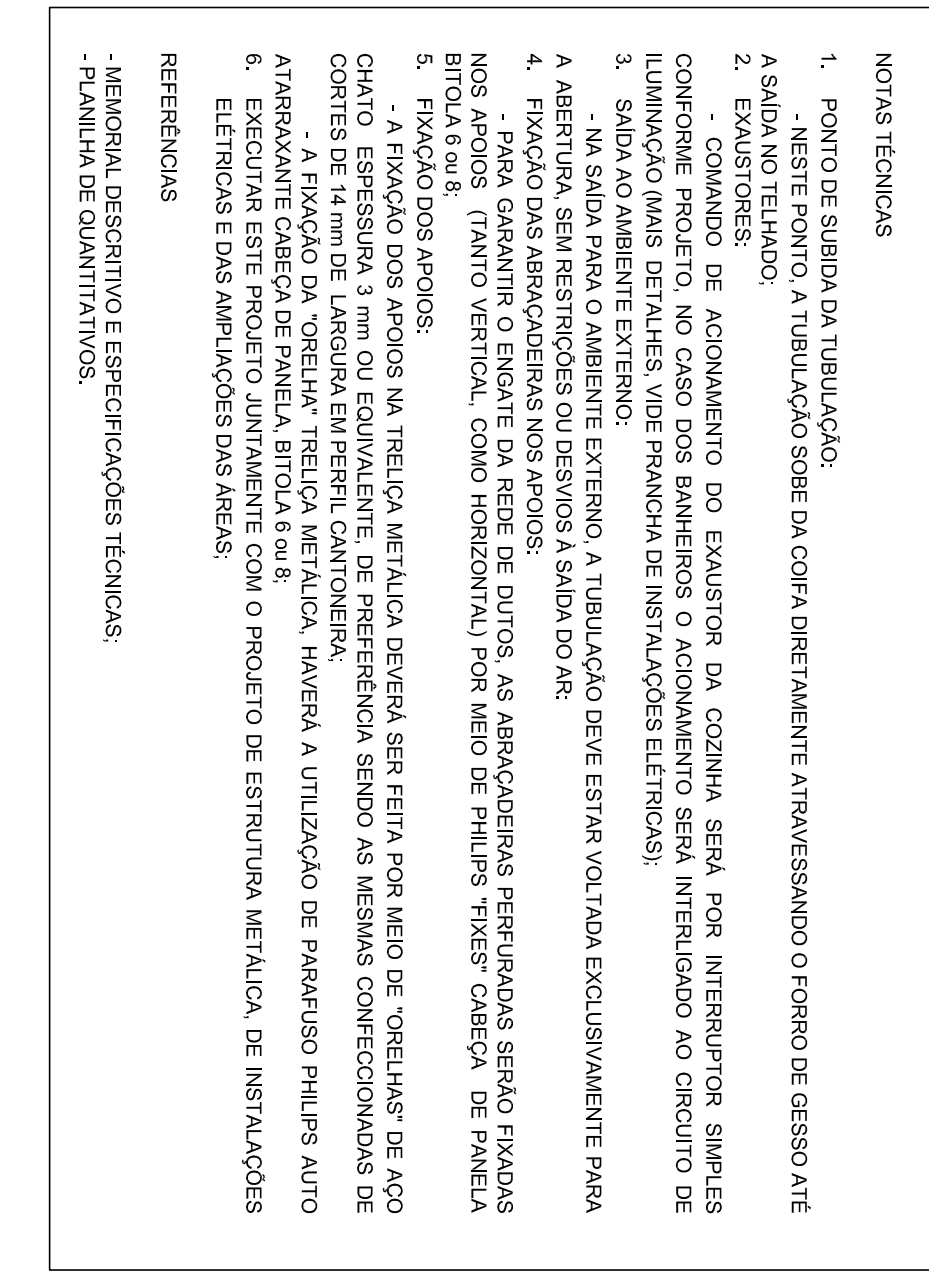 NOTAS TÉCNICAS
1. PONTO DE SUBIDA DA TUBULAÇÃO:
- NESTE PONTO, A TUBULAÇÃO SOBE DA COIFA DIRETAMENTE ATRAVESSANDO O FORRO DE GESSO ATÉ
A SAÍDA NO TELHADO;
2. EXAUSTORES:
- COMANDO DE ACIONAMENTO DO EXAUSTOR DA COZINHA SERÁ POR INTERRUPTOR SIMPLES
CONFORME PROJETO, NO CASO DOS BANHEIROS O ACIONAMENTO SERÁ INTERLIGADO AO CIRCUITO DE
ILUMINAÇÃO (MAIS DETALHES, VIDE PRANCHA DE INSTALAÇÕES ELÉTRICAS);
3. SAÍDA AO AMBIENTE EXTERNO:
- NA SAÍDA PARA O AMBIENTE EXTERNO, A TUBULAÇÃO DEVE ESTAR VOLTADA EXCLUSIVAMENTE PARA
A ABERTURA, SEM RESTRIÇÕES OU DESVIOS À SAÍDA DO AR:
4. FIXAÇÃO DAS ABRAÇADEIRAS NOS APOIOS:
- PARA GARANTIR O ENGATE DA REDE DE DUTOS, AS ABRAÇADEIRAS PERFURADAS SERÃO FIXADAS
NOS APOIOS (TANTO VERTICAL, COMO HORIZONTAL) POR MEIO DE PHILIPS "FIXES" CABEÇA DE PANELA
BITOLA 6 ou 8;
5. FIXAÇÃO DOS APOIOS:
- A FIXAÇÃO DOS APOIOS NA TRELIÇA METÁLICA DEVERÁ SER FEITA POR MEIO DE "ORELHAS" DE AÇO
CHATO ESPESSURA 3 mm OU EQUIVALENTE, DE PREFERÊNCIA SENDO AS MESMAS CONFECCIONADAS DE
CORTES DE 14 mm DE LARGURA EM PERFIL CANTONEIRA;
- A FIXAÇÃO DA "ORELHA" TRELIÇA METÁLICA, HAVERÁ A UTILIZAÇÃO DE PARAFUSO PHILIPS AUTO
ATARRAXANTE CABEÇA DE PANELA, BITOLA 6 ou 8;
6. EXECUTAR ESTE PROJETO JUNTAMENTE COM O PROJETO DE ESTRUTURA METÁLICA, DE INSTALAÇÕES
ELÉTRICAS E DAS AMPLIAÇÕES DAS ÁREAS;
REFERÊNCIAS
- MEMORIAL DESCRITIVO E ESPECIFICAÇÕES TÉCNICAS;
- PLANILHA DE QUANTITATIVOS.